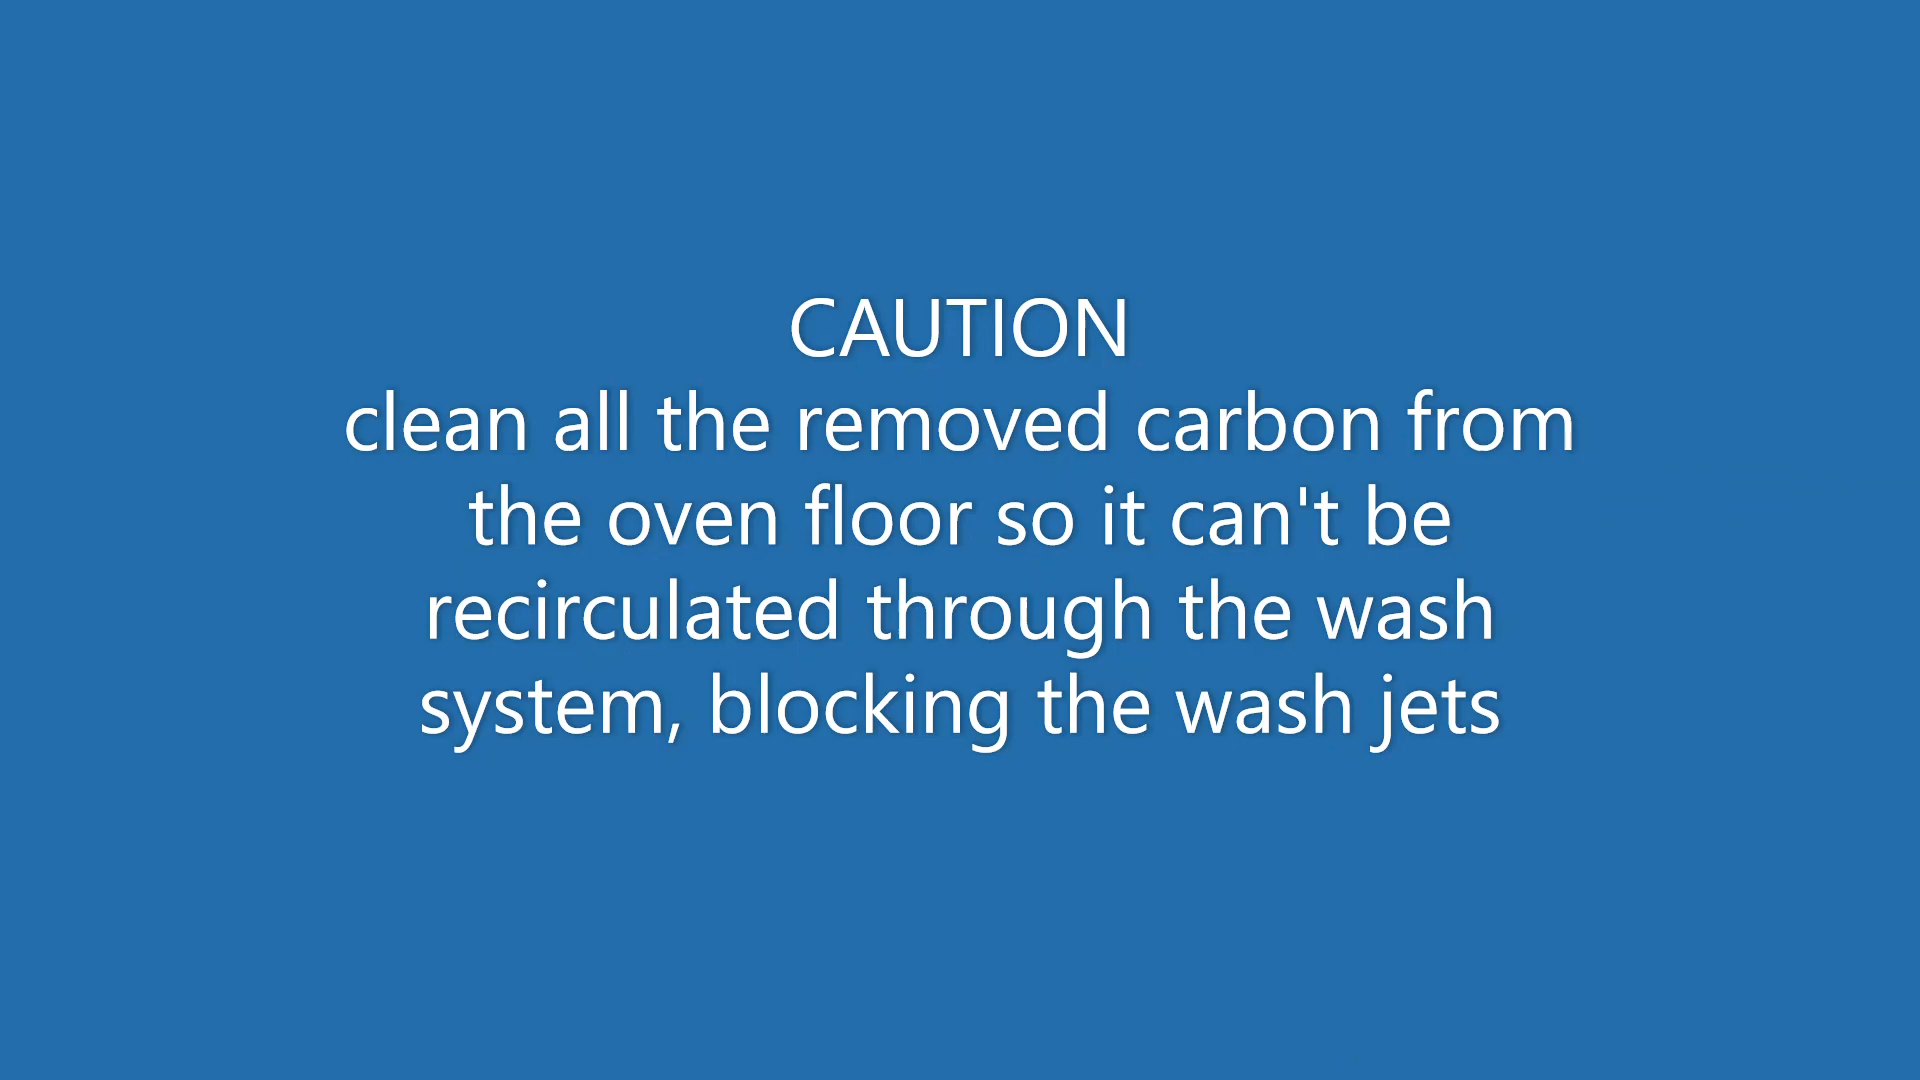 CAUTION
clean all the removed carbon from
the oven floor so it can't be
recirculated through the wash
system, blocking the wash jets